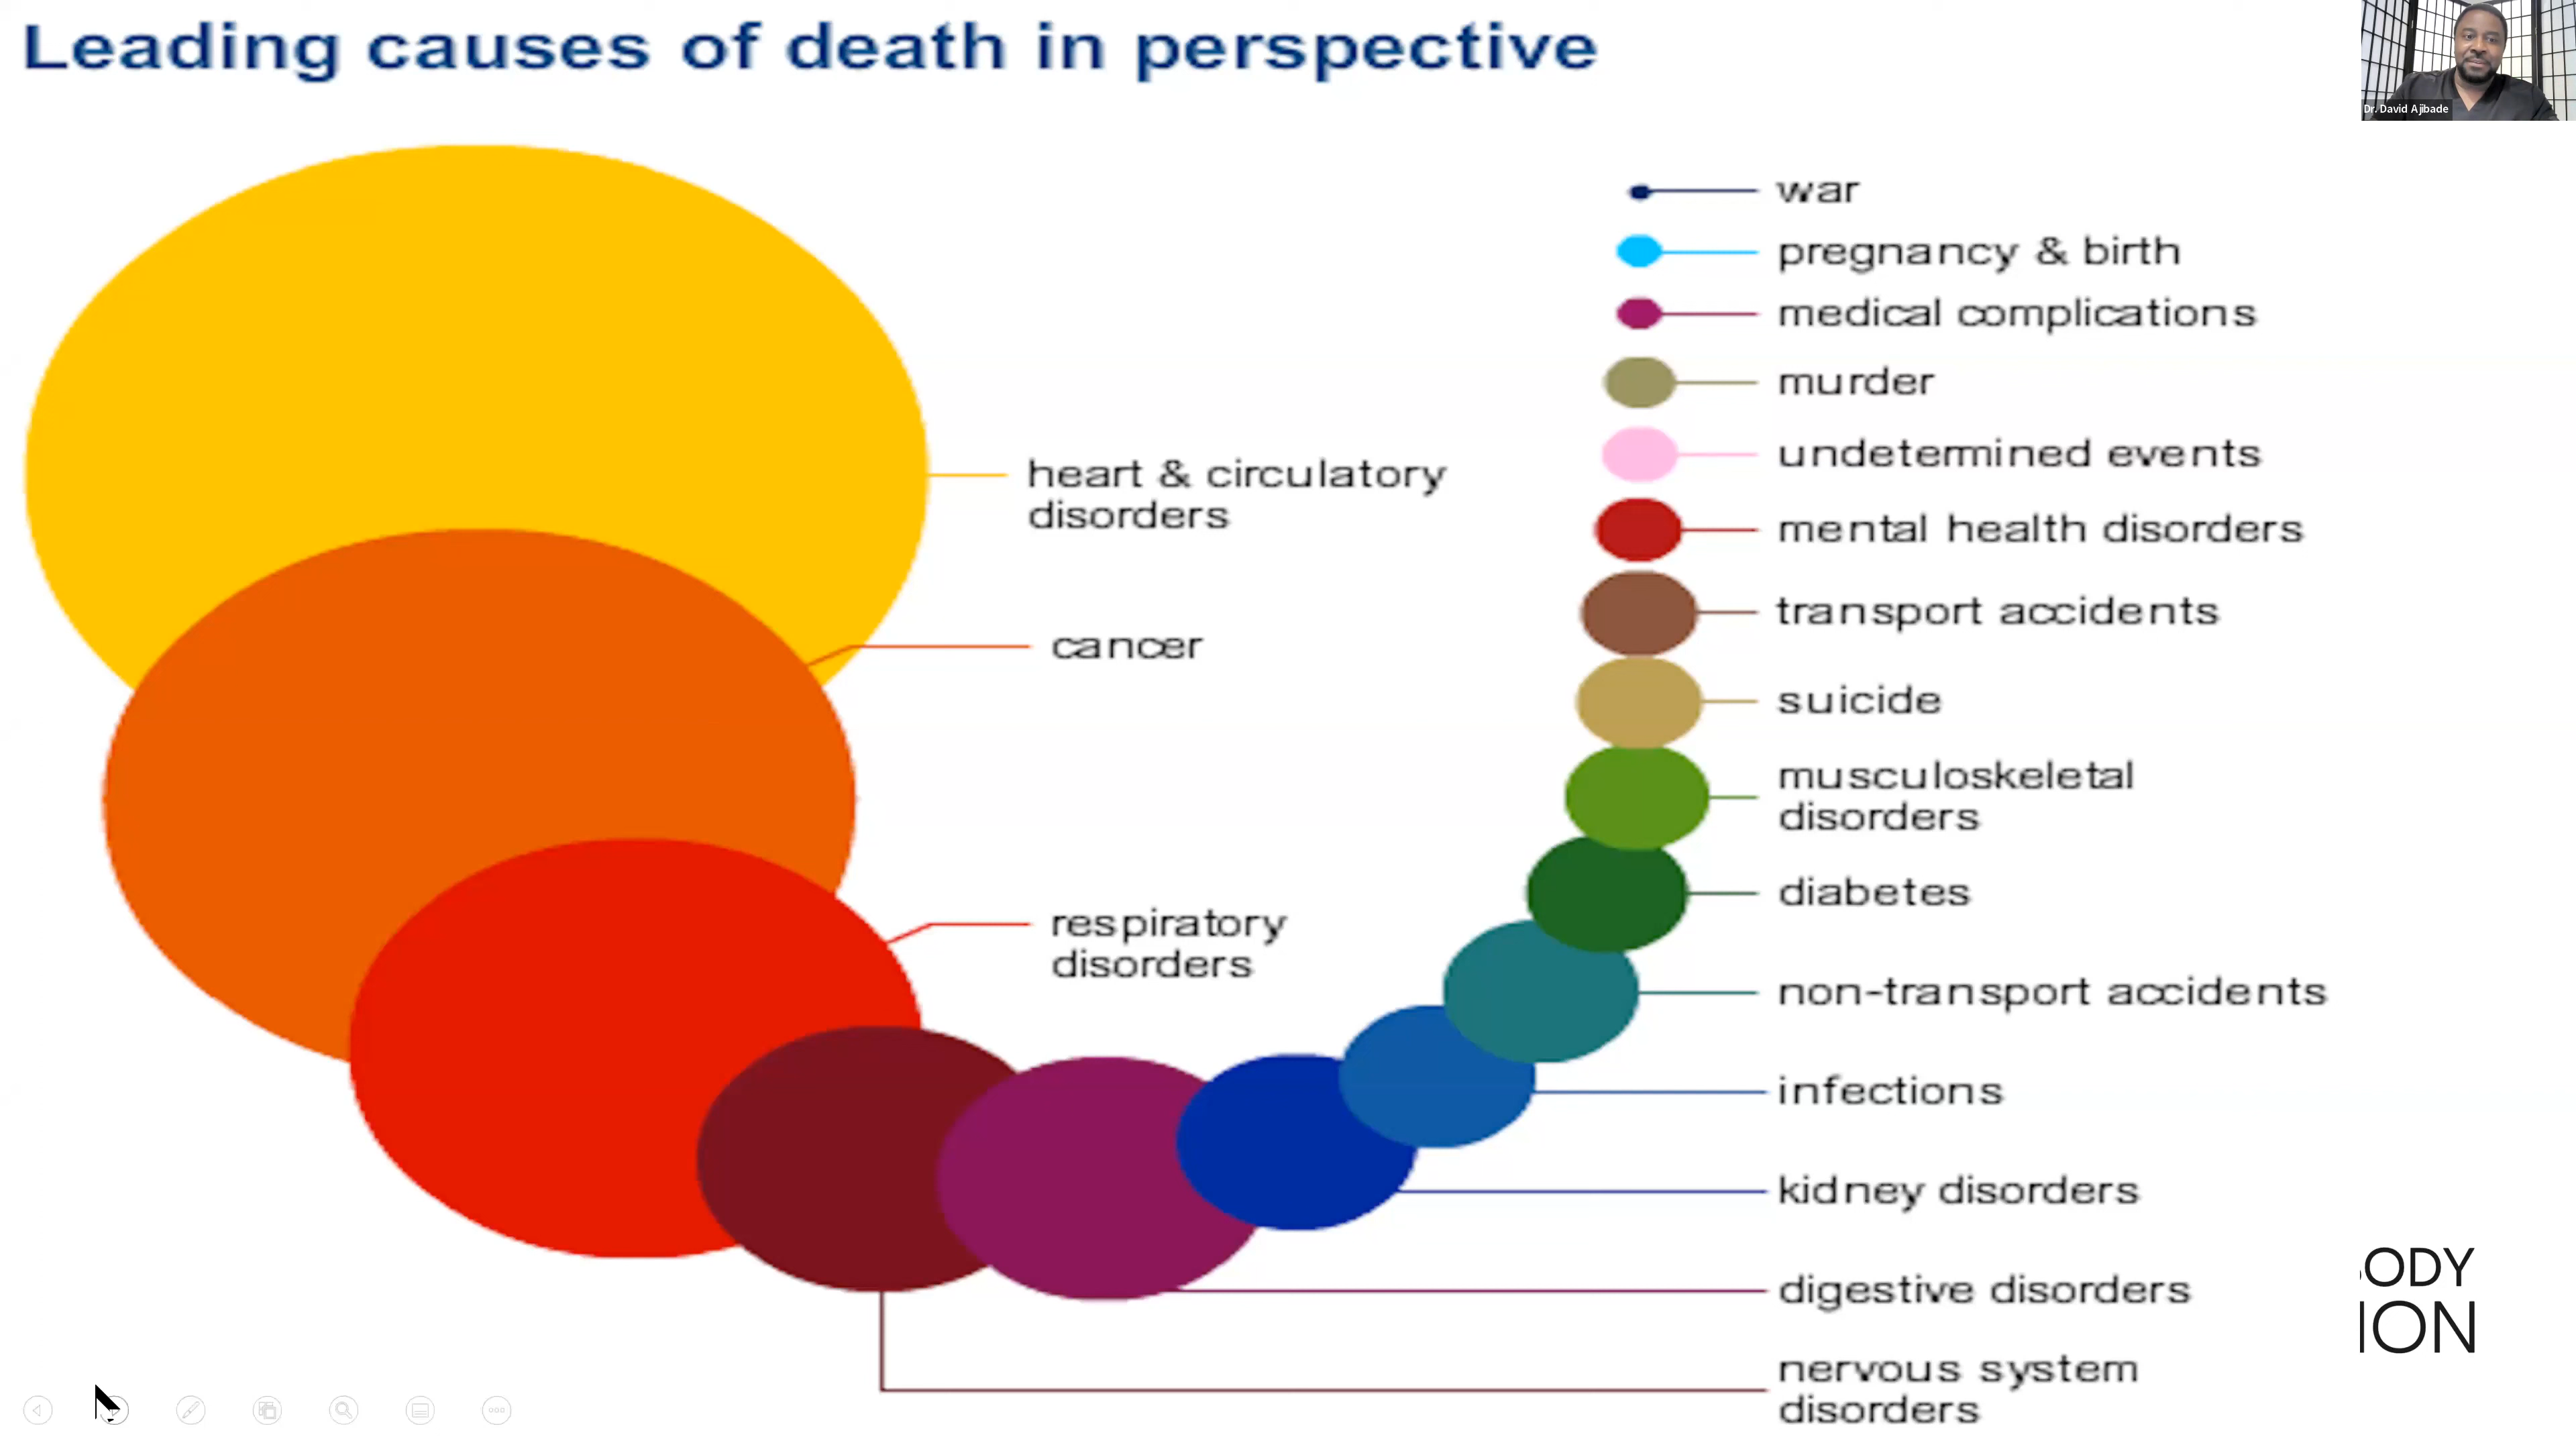 Leading causes of death in perspective
Dr. David Ajibade
war
pregnancy & birth
medical complications
murder
undetermined events
mental health disorders
transport accidents
suicide
musculoskeletal
disorders
diabetes
non-transport accidents
infections
kidney disorders
digestive disorders
nervous system
disorders
heart & circulatory
disorders
cancer
respiratory
disorders
ODY
ION